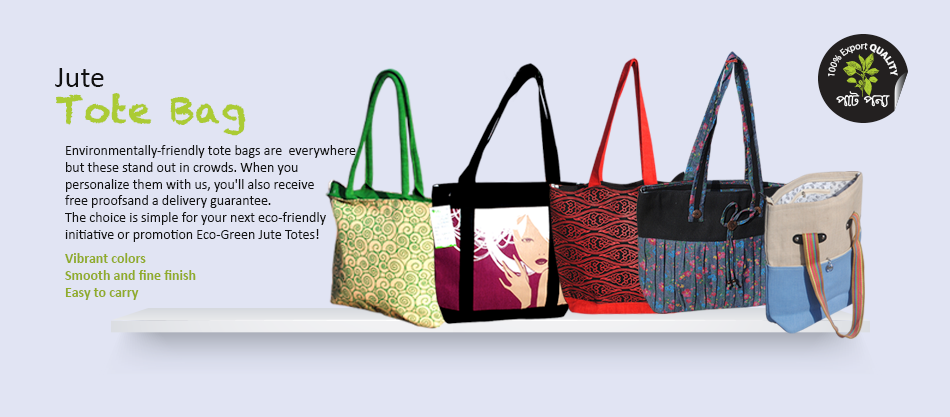 Jute
Tote Bag
Environmentally-friendly tote bags are  everywhere
but these stand out in crowds. When you
personalize them with us, you'll also receive
free proofsand a delivery guarantee.
The choice is simple for your next eco-friendly
initiative or promotion Eco-Green Jute Totes!
Vibrant colors
Smooth and fine finish
Easy to carry
100% Export QUALITY
পাট পন্য